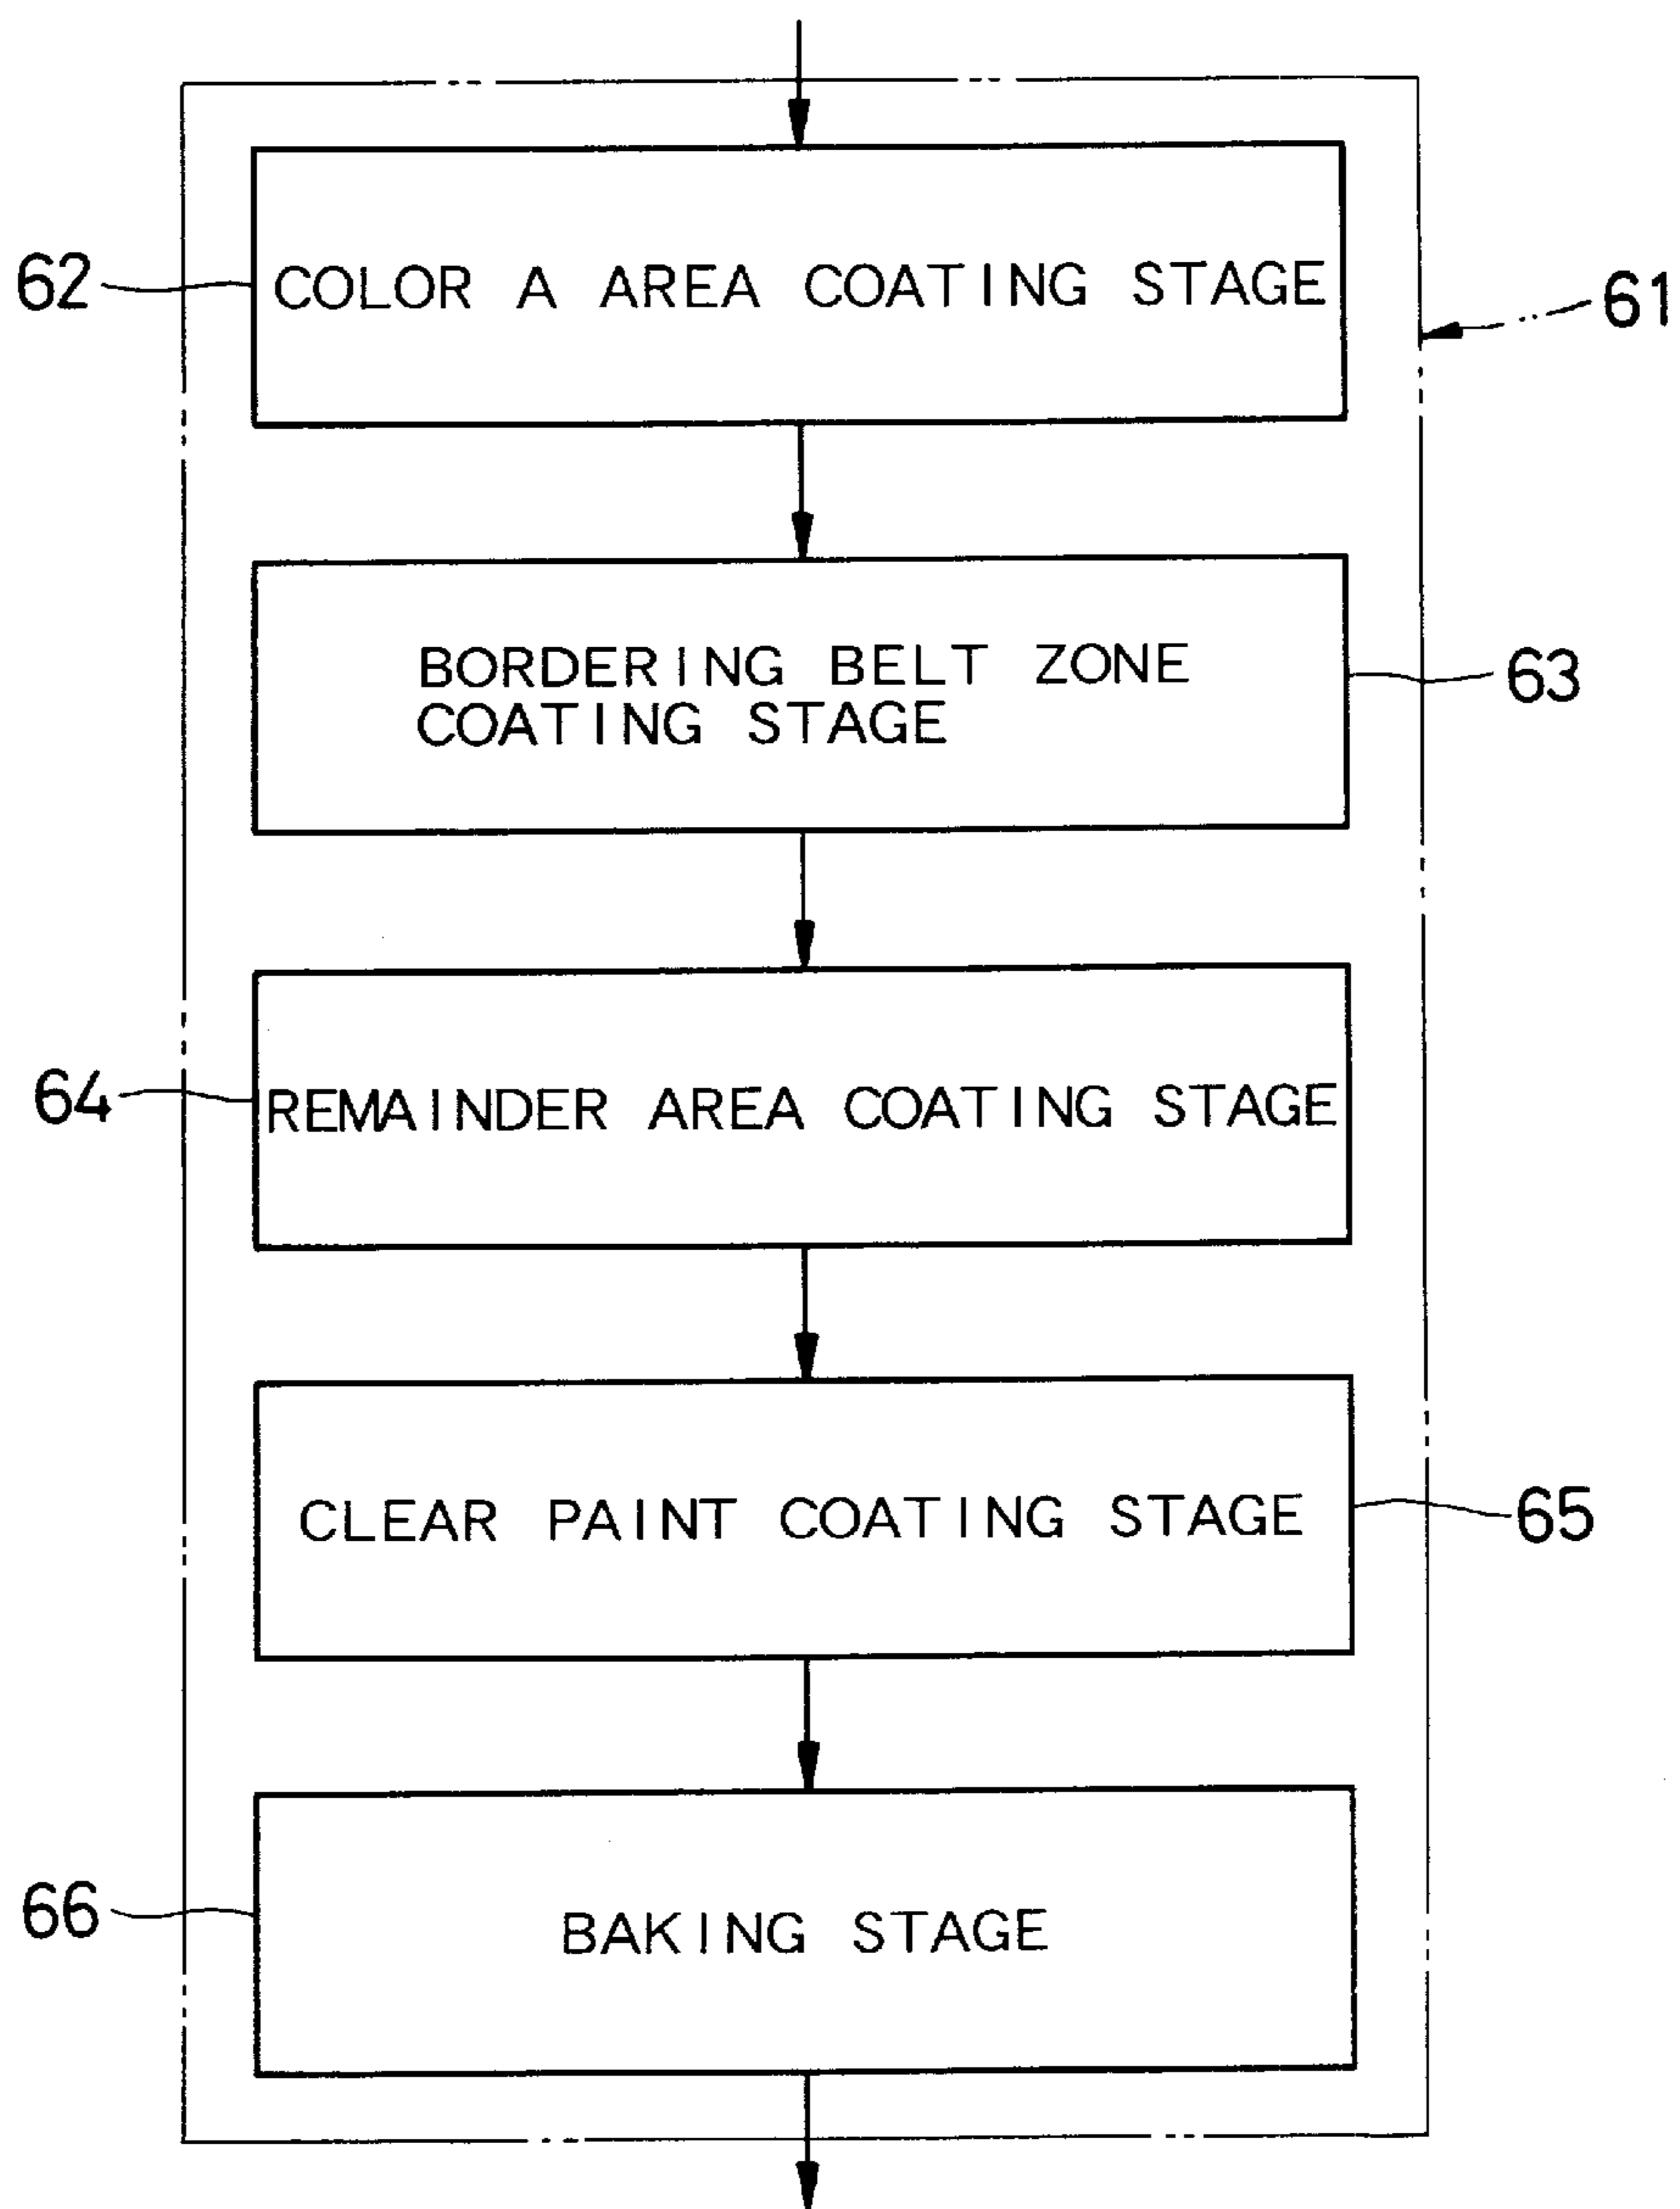 62
COLOR A AREA COATING STAGE
61
BORDERING BELT ZONE
COATING STAGE
63
64
REMAINDER AREA COATING STAGE
CLEAR PAINT COATING STAGE
65
66
BAKING STAGE